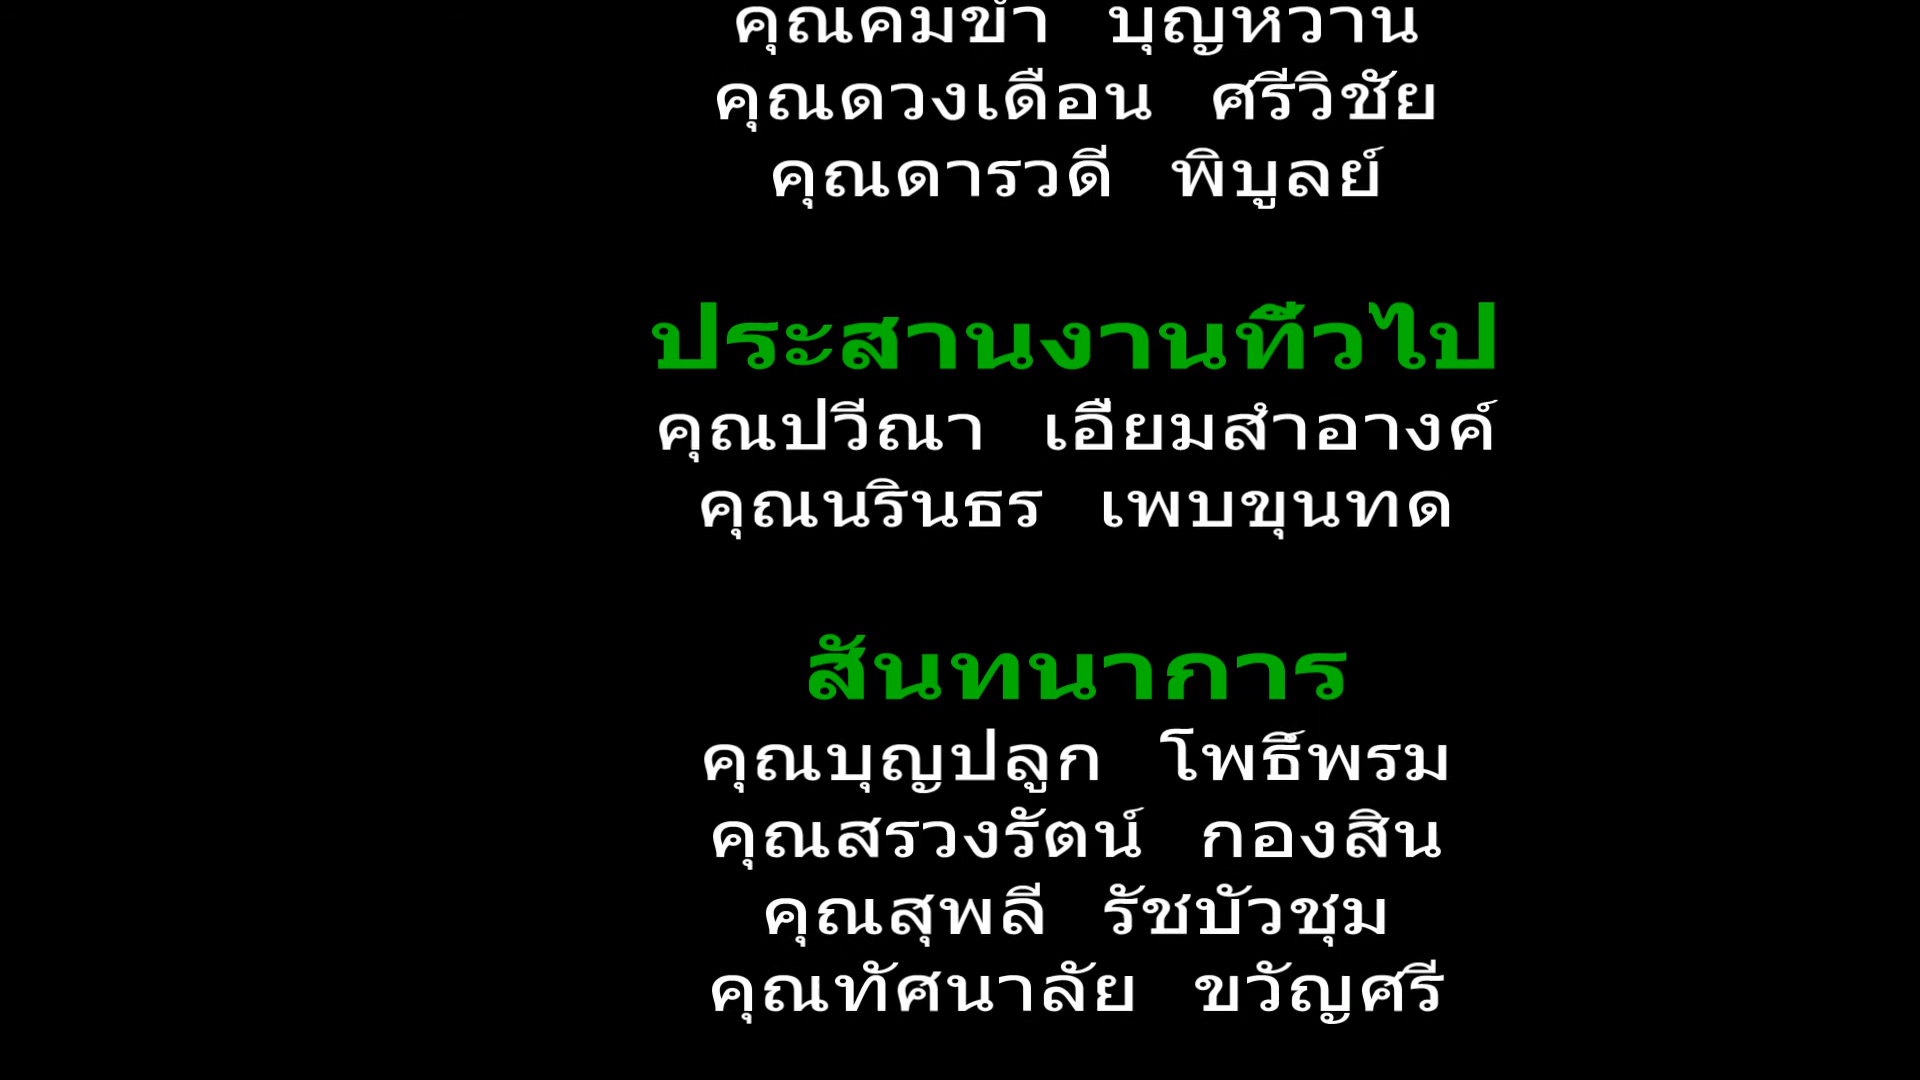 คุณคมขำ บุญหวาน
คุณดวงเดือน ศรีวิชัย
คุณดารวดี พิบูลย์
ประสานงานทั่วไป
คุณปวีณา เอี่ยมสำอางค์
คุณนรินธร เพบขุนทด
สันทนาการ
คุณบุญปลูก โพธิ์พรม
คุณสรวงรัตน์ กองสิน
คุณสุพลี รัชบัวชุม
คุณทัศนาลัย ขวัญศรี